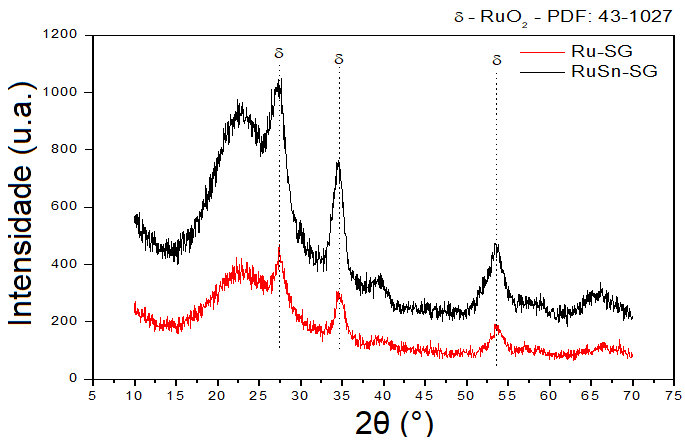 δ - RuO₂ - PDF: 43-1027
1200
1000
800
600
400
200
0
Intensidade (u.a.)
δ
δ
δ
Ru-SG
RuSn-SG
5 10 15 20 25 30 35 40 45 50 55 60 65 70 75
2θ (°)